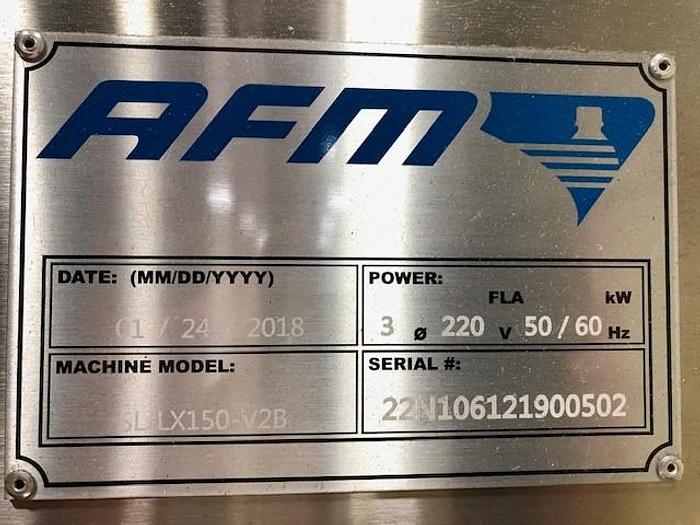 AFM
DATE: (MM/DD/YYYY)
01 / 24 / 2018
POWER:
FLA kW
3 ø 220 V 50 / 60 Hz
MACHINE MODEL:
SL-LX150-V2B
SERIAL #:
22N106121900502